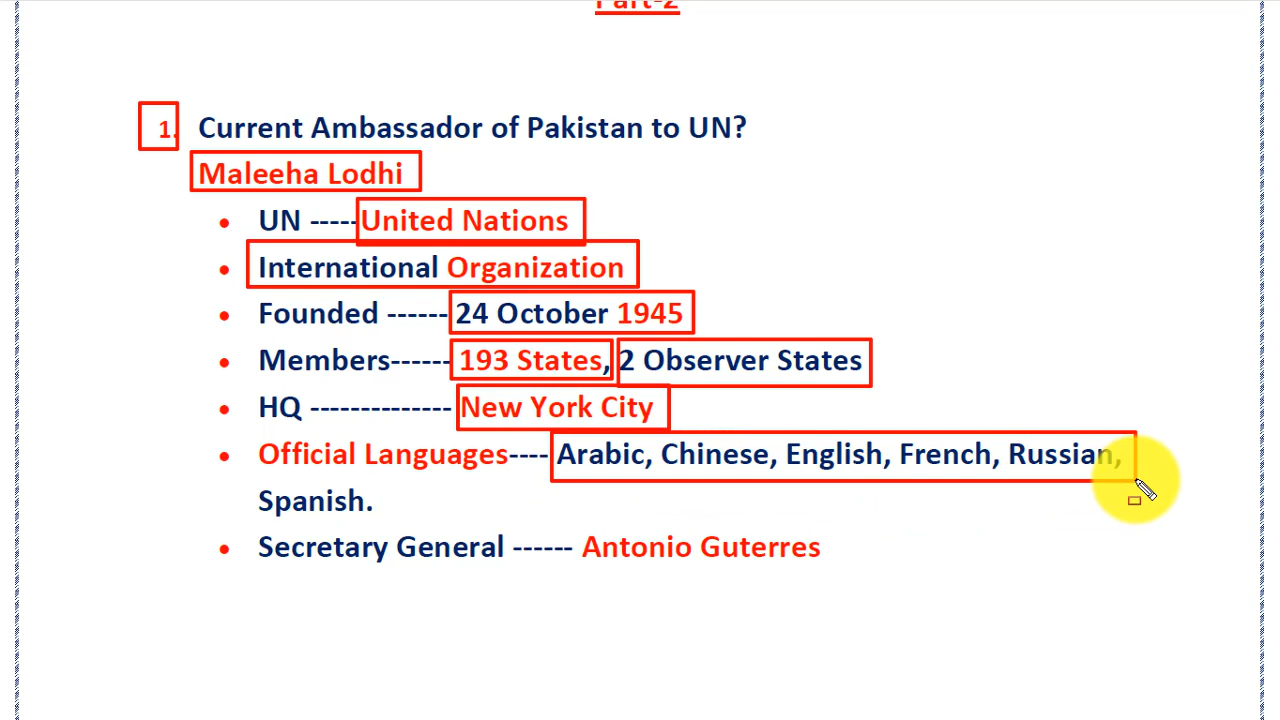 Part-2
1. Current Ambassador of Pakistan to UN?
Maleeha Lodhi
• UN -----United Nations
• International Organization
• Founded ------ 24 October 1945
• Members------ 193 States, 2 Observer States
• HQ -------------- New York City
• Official Languages---- Arabic, Chinese, English, French, Russian,
Spanish.
• Secretary General ------ Antonio Guterres